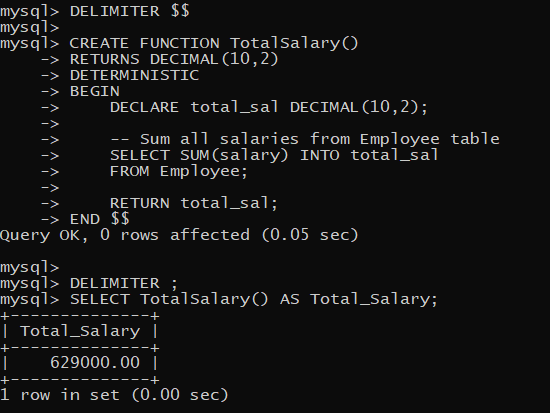 mysql> DELIMITER $$
mysql>
mysql> CREATE FUNCTION TotalSalary()
    -> RETURNS DECIMAL(10,2)
    -> DETERMINISTIC
    -> BEGIN
    ->     DECLARE total_sal DECIMAL(10,2);
    ->
    ->     -- Sum all salaries from Employee table
    ->     SELECT SUM(salary) INTO total_sal
    ->     FROM Employee;
    ->
    ->     RETURN total_sal;
    -> END $$
Query OK, 0 rows affected (0.05 sec)
mysql>
mysql> DELIMITER ;
mysql> SELECT TotalSalary() AS Total_Salary;
+--------------+
| Total_Salary |
+--------------+
|    629000.00 |
+--------------+
1 row in set (0.00 sec)